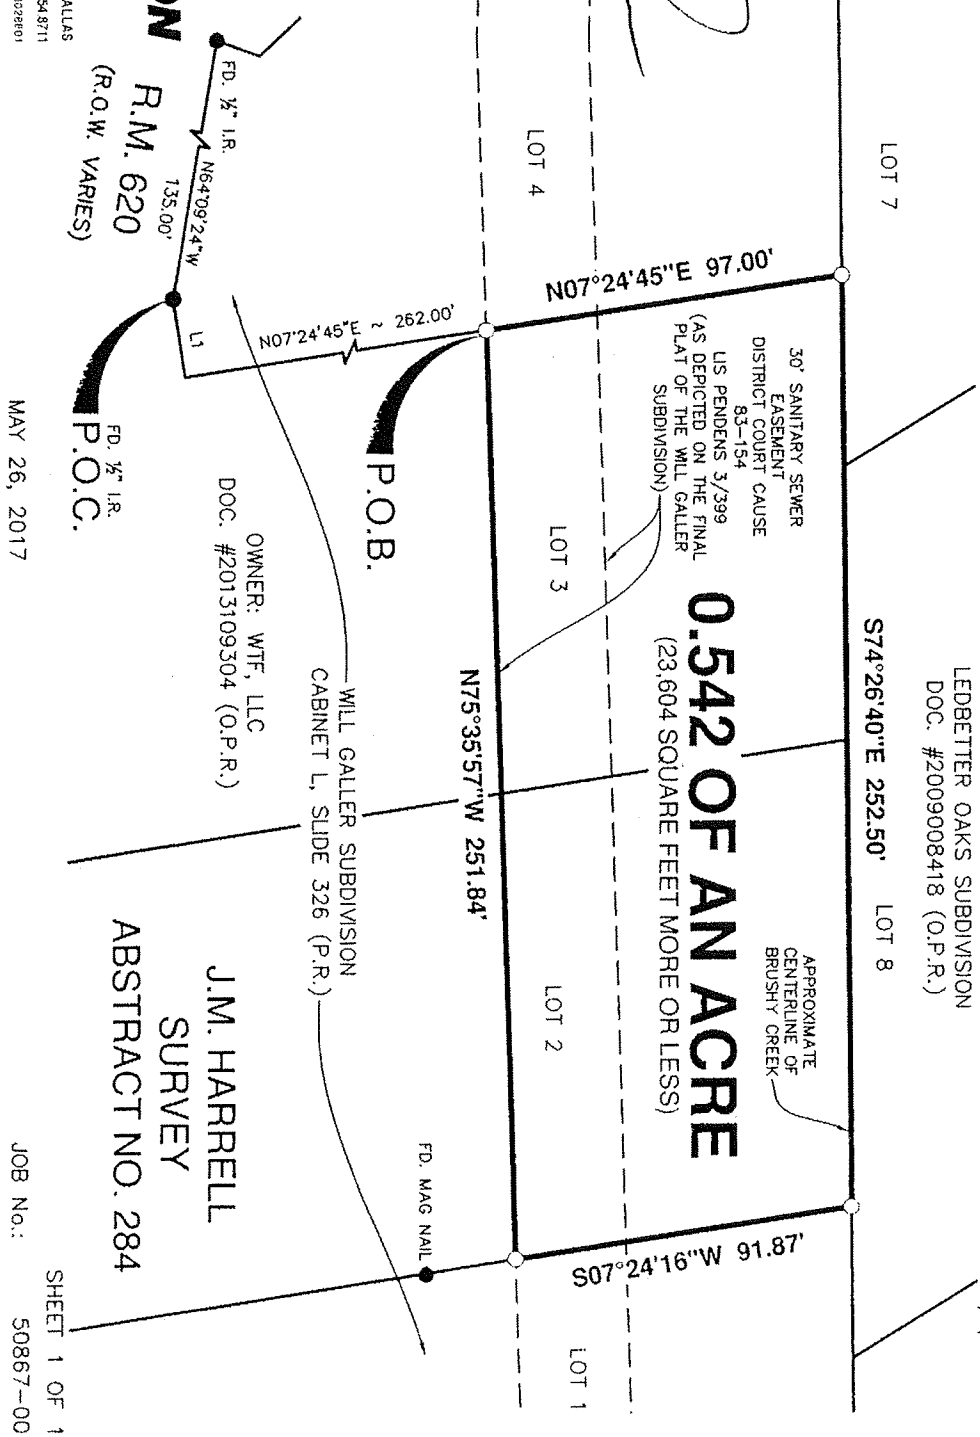 LEDBETTER OAKS SUBDIVISION
DOC. #2009008418 (O.P.R.)
LOT 7
LOT 8
S74°26'40"E 252.50'
N07°24'45"E 97.00'
30' SANITARY SEWER
EASEMENT
DISTRICT COURT CAUSE
83-154
LIS PENDENS 3/399
(AS DEPICTED ON THE FINAL
PLAT OF THE WILL GALLER
SUBDIVISION)
APPROXIMATE
CENTERLINE OF
BRUSHY CREEK
0.542 OF AN ACRE
(23,604 SQUARE FEET MORE OR LESS)
S07°24'16"W 91.87'
LOT 4
LOT 3
LOT 2
LOT 1
N75°35'57"W 251.84'
P.O.B.
FD. MAG NAIL
N07°24'45"E ~ 262.00'
WILL GALLER SUBDIVISION
CABINET L, SLIDE 326 (P.R.)
OWNER: WTF, LLC
DOC. #2013109304 (O.P.R.)
FD. ½" I.R.
N64°09'24"W
135.00'
L1
R.M. 620
(R.O.W. VARIES)
FD. ½" I.R.
P.O.C.
J.M. HARRELL
SURVEY
ABSTRACT NO. 284
ON
ALLAS
MAY 26, 2017
SHEET 1 OF 1
JOB No.: 50867-00